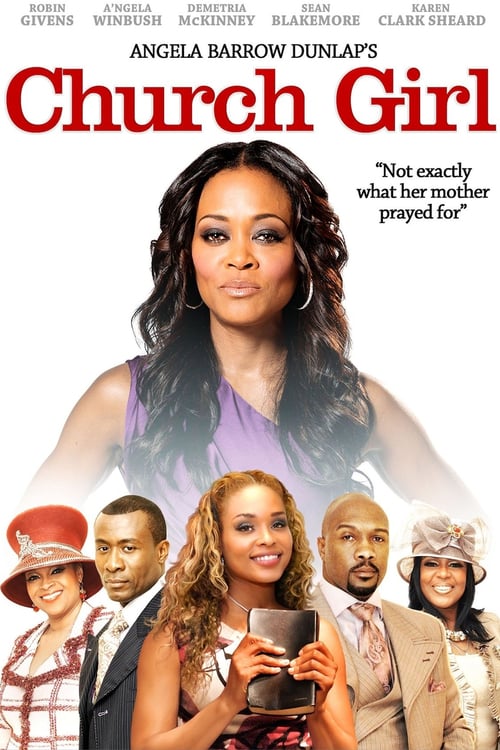 ROBIN GIVENS
A'NGELA WINBUSH
DEMETRIA McKINNEY
SEAN BLAKEMORE
KAREN CLARK SHEARD
ANGELA BARROW DUNLAP'S
Church Girl
“Not exactly
what her mother
prayed for”